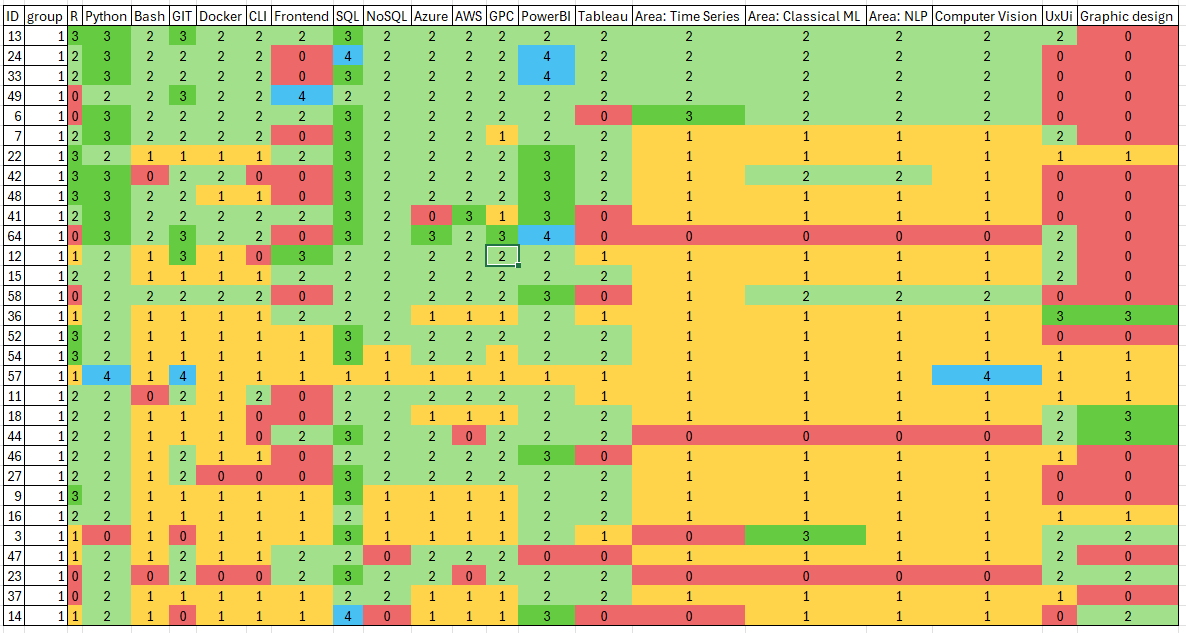 ID group R Python Bash GIT Docker CLI Frontend SQL NoSQL Azure AWS GPC PowerBI Tableau Area: Time Series Area: Classical ML Area: NLP Computer Vision UxUi Graphic design
13 1 3 3 2 3 2 2 2 3 2 2 2 2 2 2 2 2 2 2 2 0
24 1 2 3 2 2 2 2 0 4 2 2 2 2 4 2 2 2 2 2 0 0
33 1 2 3 2 2 2 2 0 3 2 2 2 2 4 2 2 2 2 2 0 0
49 1 0 2 2 3 2 2 4 2 2 2 2 2 2 2 2 2 2 2 0 0
6 1 0 3 2 2 2 2 2 3 2 2 2 2 2 0 3 2 2 2 0 0
7 1 2 3 2 2 2 2 0 3 2 2 2 1 2 2 1 1 1 1 2 0
22 1 3 2 1 1 1 1 2 3 2 2 2 2 3 2 1 1 1 1 1 1
42 1 3 3 0 2 2 0 0 3 2 2 2 2 3 2 1 2 2 1 0 0
48 1 3 3 2 2 1 1 0 3 2 2 2 2 3 2 1 1 1 1 0 0
41 1 2 3 2 2 2 2 2 3 2 0 3 1 3 0 1 1 1 1 0 0
64 1 0 3 2 3 2 2 0 3 2 3 2 3 4 0 0 0 0 0 2 0
12 1 1 2 1 3 1 0 3 2 2 2 2 2 2 1 1 1 1 1 2 0
15 1 2 2 1 1 1 1 2 2 2 2 2 2 2 2 1 1 1 1 2 0
58 1 0 2 2 2 2 2 0 2 2 2 2 2 3 0 1 2 2 2 0 0
36 1 1 2 1 1 1 1 2 2 2 1 1 1 2 1 1 1 1 1 3 3
52 1 3 2 1 1 1 1 1 3 2 2 2 2 2 2 1 1 1 1 0 0
54 1 3 2 1 1 1 1 1 3 1 2 2 1 2 2 1 1 1 1 1 1
57 1 1 4 1 4 1 1 1 1 1 1 1 1 1 1 1 1 1 4 1 1
11 1 2 2 0 2 1 2 0 2 2 2 2 2 2 1 1 1 1 1 1 1
18 1 2 2 1 1 1 0 0 2 2 1 1 1 2 2 1 1 1 1 2 3
44 1 2 2 1 1 1 0 2 3 2 2 0 2 2 2 0 0 0 0 2 3
46 1 2 2 1 2 1 1 0 2 2 2 2 2 3 0 1 1 1 1 1 0
27 1 2 2 1 2 0 0 0 3 2 2 2 2 2 2 1 1 1 1 0 0
9 1 3 2 1 1 1 1 1 3 1 1 1 1 2 2 1 1 1 1 0 0
16 1 2 2 1 1 1 1 1 2 1 1 1 1 2 2 1 1 1 1 1 1
3 1 1 0 1 0 1 1 1 3 1 1 1 1 2 1 0 3 1 1 2 2
47 1 1 2 1 2 1 1 2 2 0 2 2 2 0 0 1 1 1 1 2 0
23 1 0 2 0 2 0 0 2 3 2 2 0 2 2 2 0 0 0 0 2 2
37 1 0 2 1 1 1 1 1 2 2 1 1 1 2 2 1 1 1 1 1 0
14 1 1 2 1 0 1 1 1 4 0 1 1 1 3 0 0 1 1 1 0 2